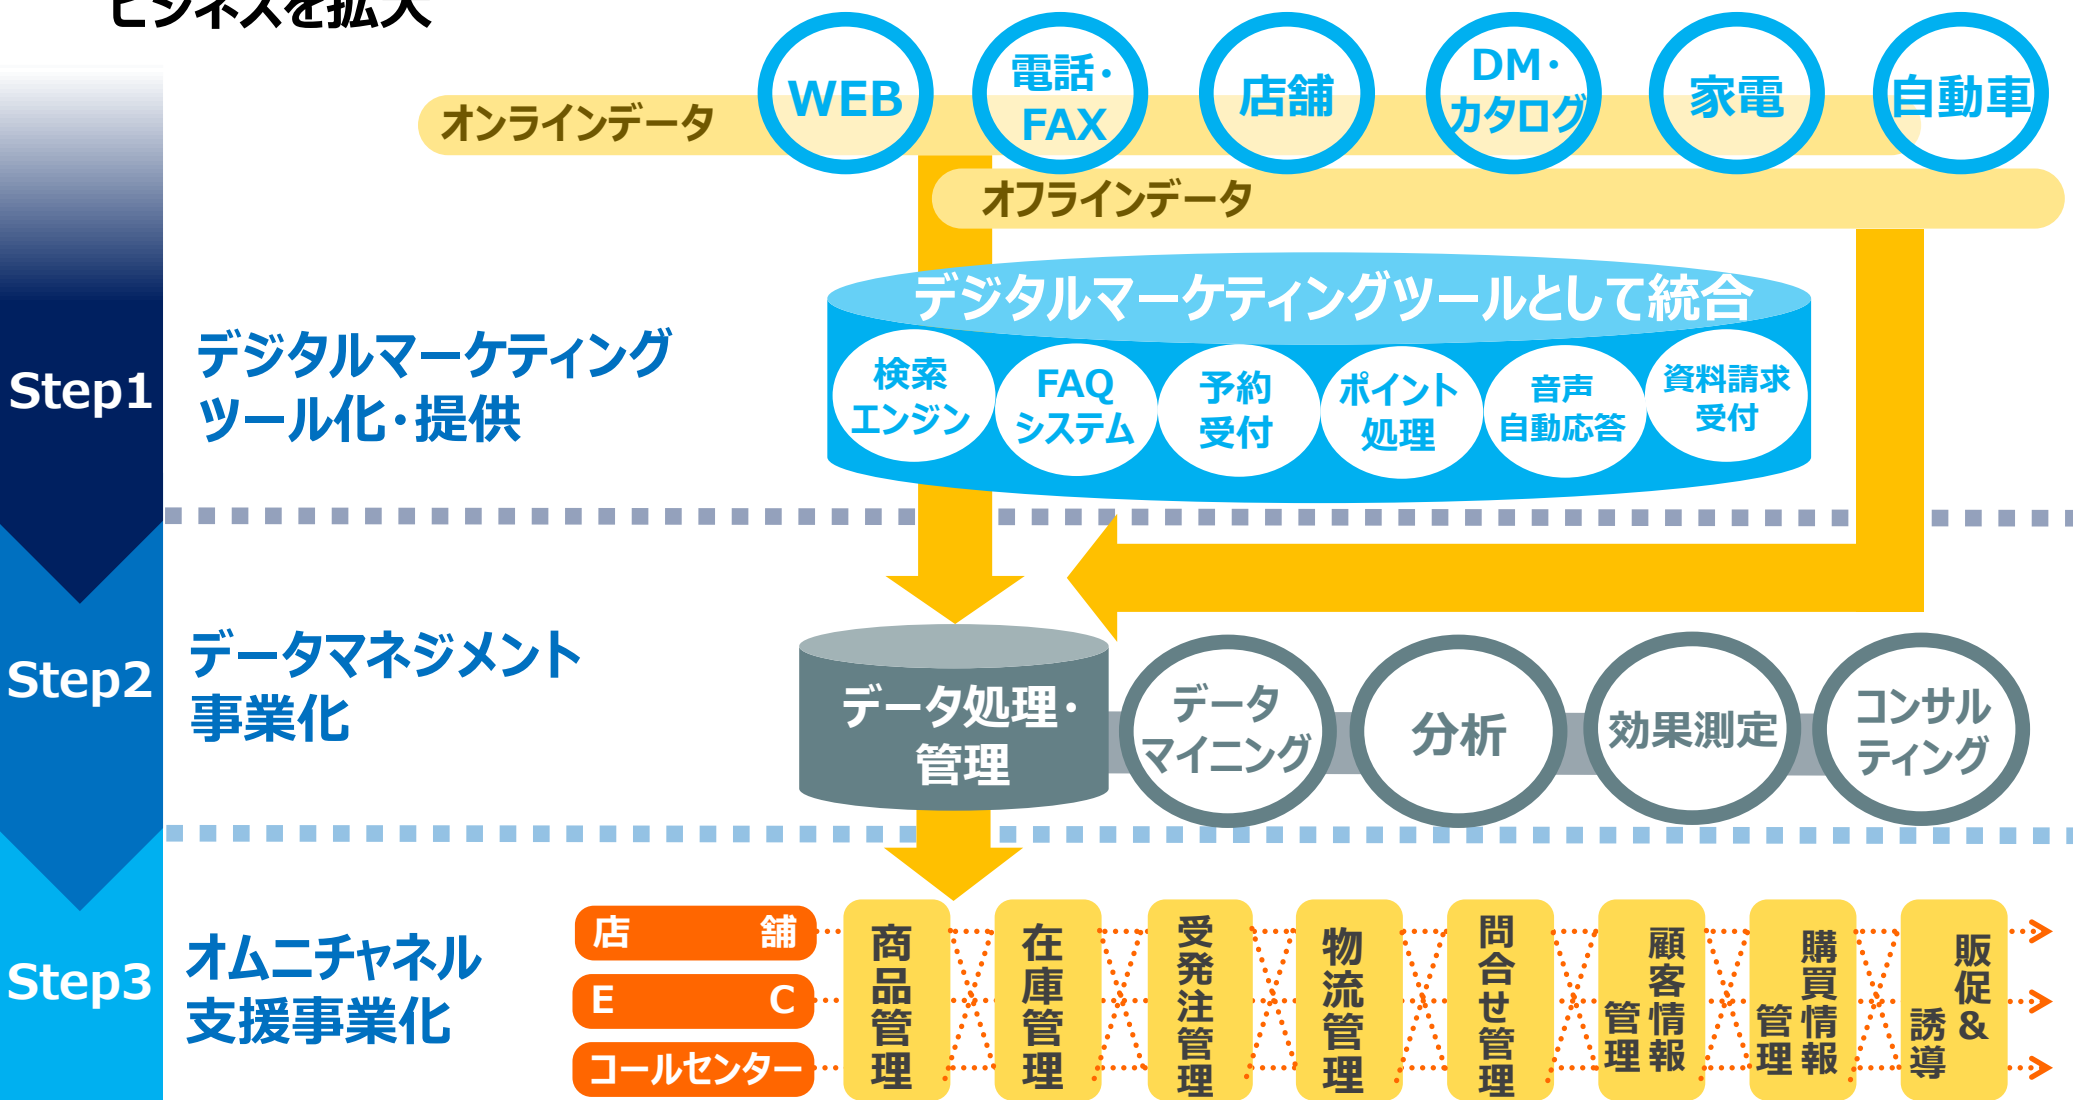 ビジネスを拡大
WEB
電話・
FAX
店舗
DM・
カタログ
家電
自動車
オンラインデータ
オフラインデータ
デジタルマーケティングツールとして統合
Step1
デジタルマーケティング
ツール化・提供
検索
エンジン
FAQ
システム
予約
受付
ポイント
処理
音声
自動応答
資料請求
受付
Step2
データマネジメント
事業化
データ処理・
管理
データ
マイニング
分析
効果測定
コンサル
ティング
Step3
オムニチャネル
支援事業化
店 舗
E C
コールセンター
商品管理
在庫管理
受発注管理
物流管理
問合せ管理
顧客情報
管理
購買情報
管理
販促&
誘導